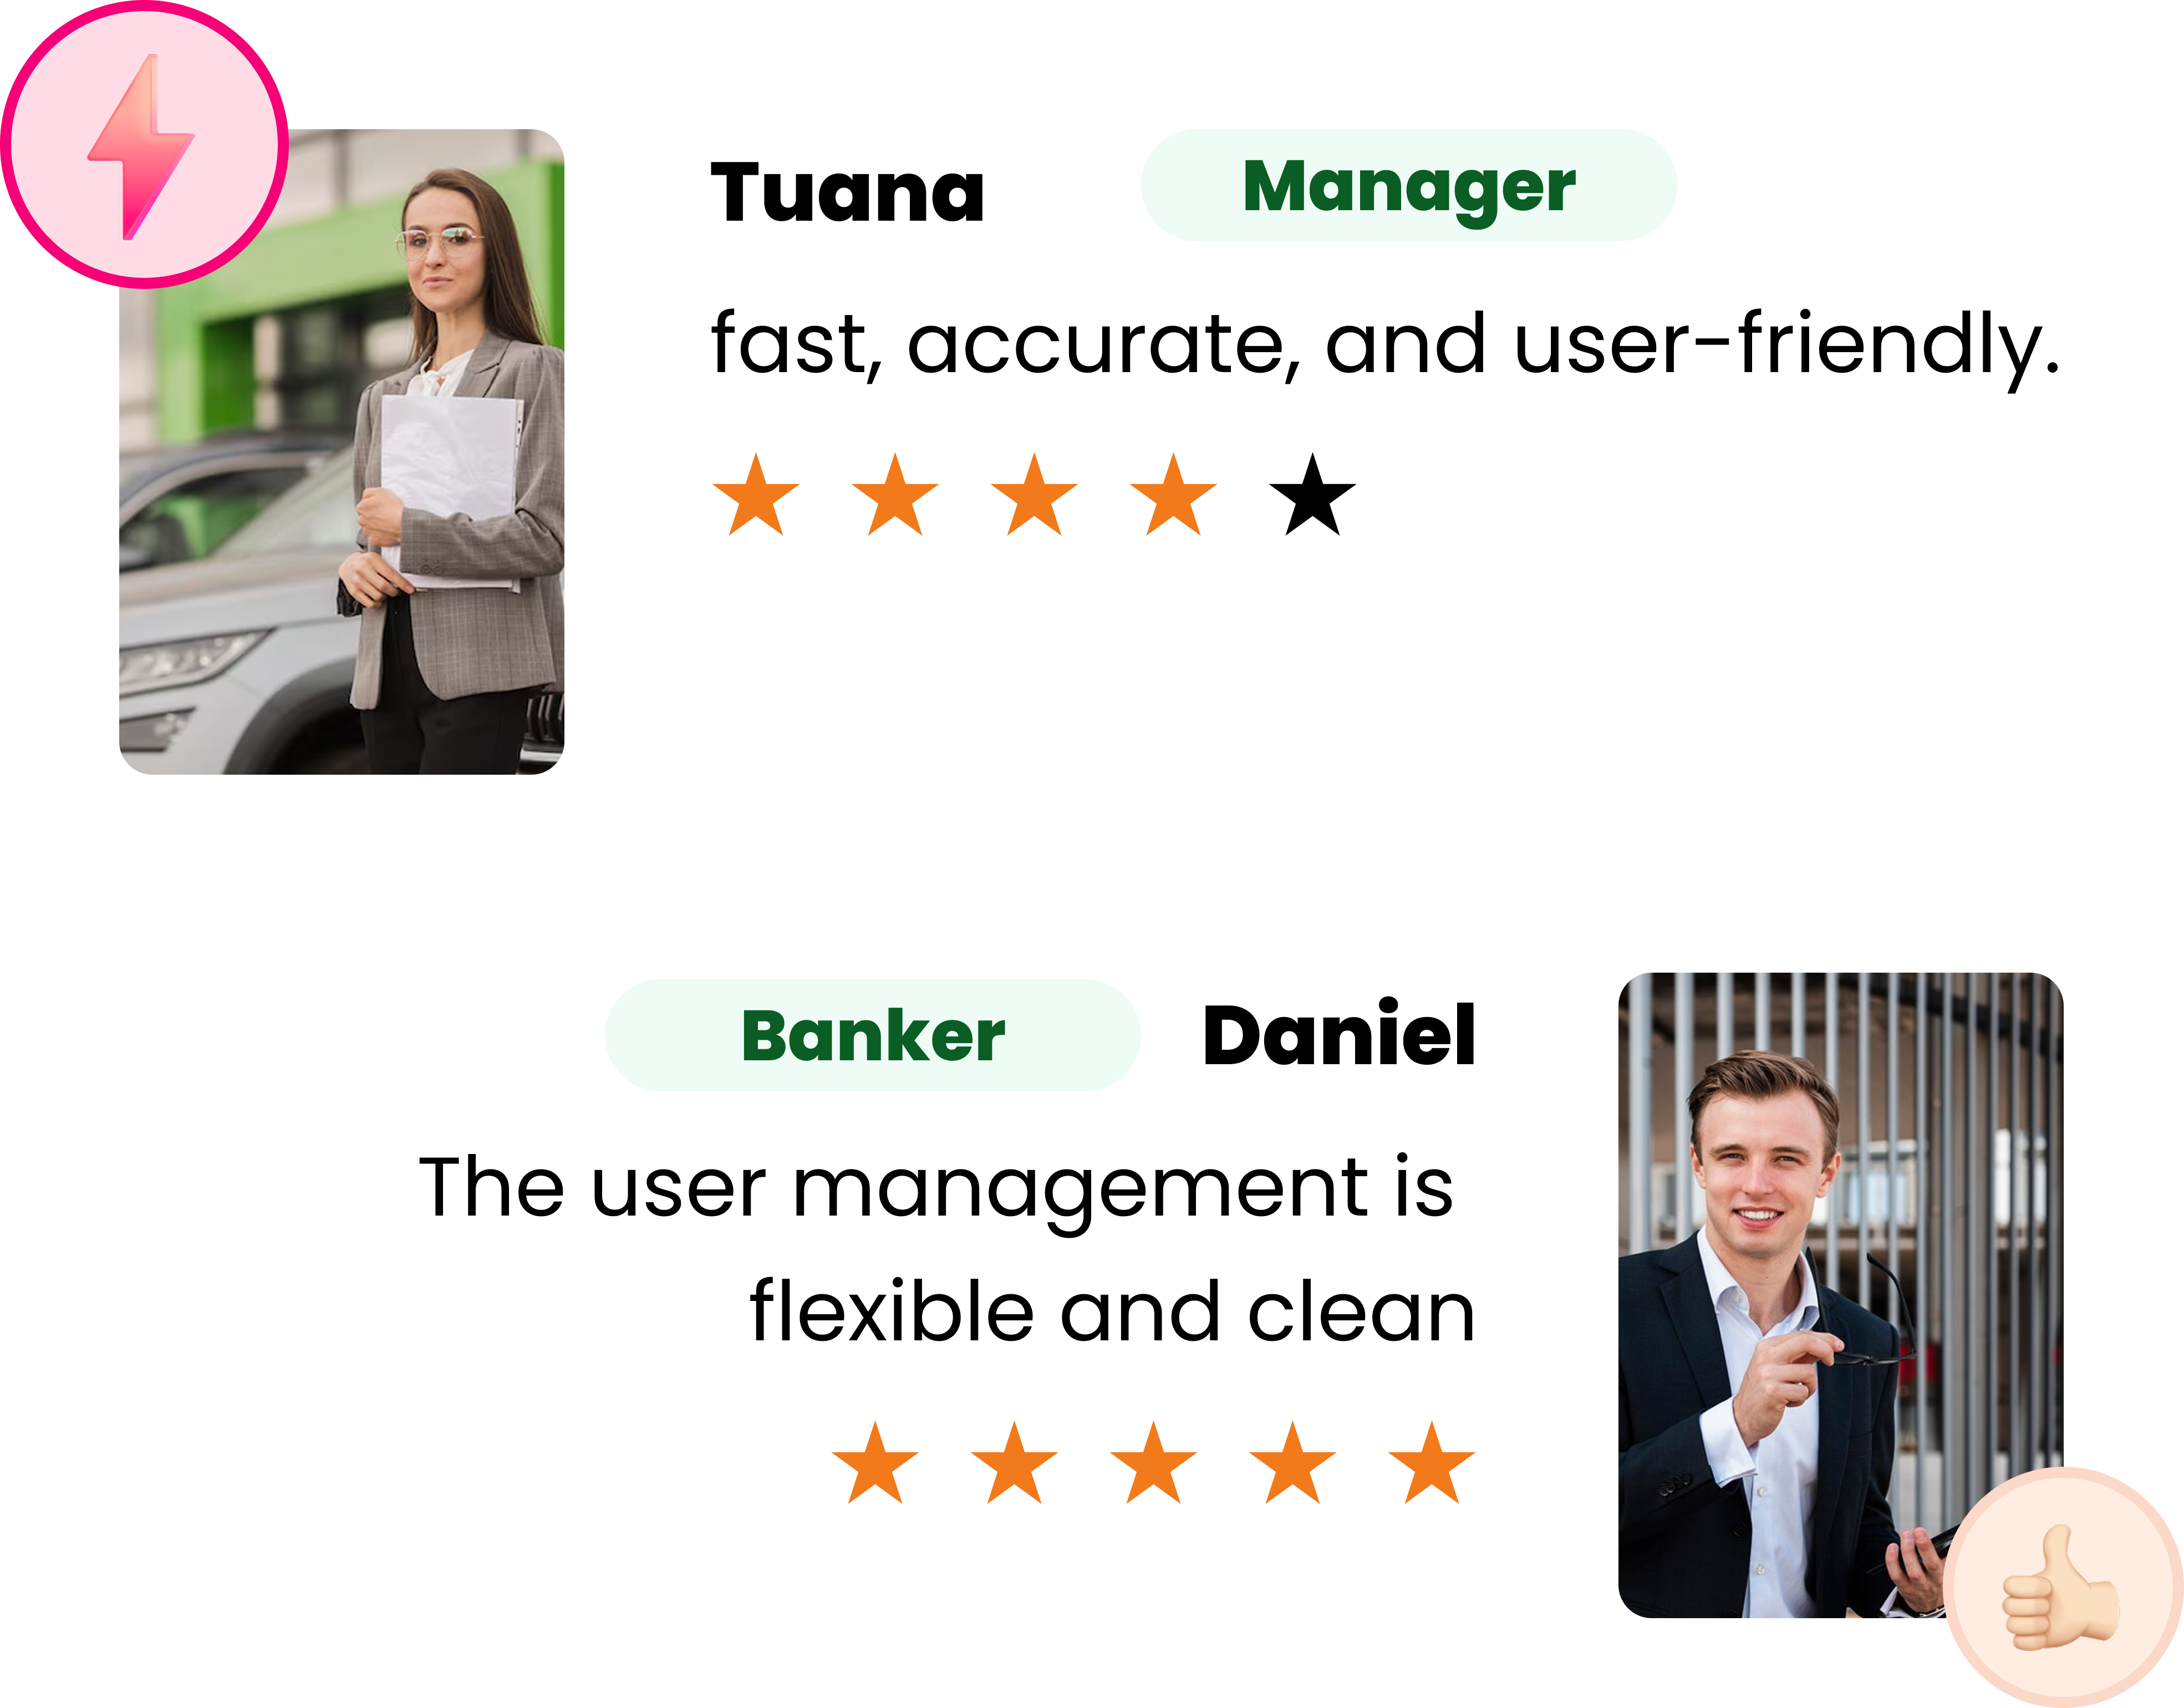 Tuana
Manager
fast, accurate, and user-friendly.
Banker
Daniel
The user management is
flexible and clean